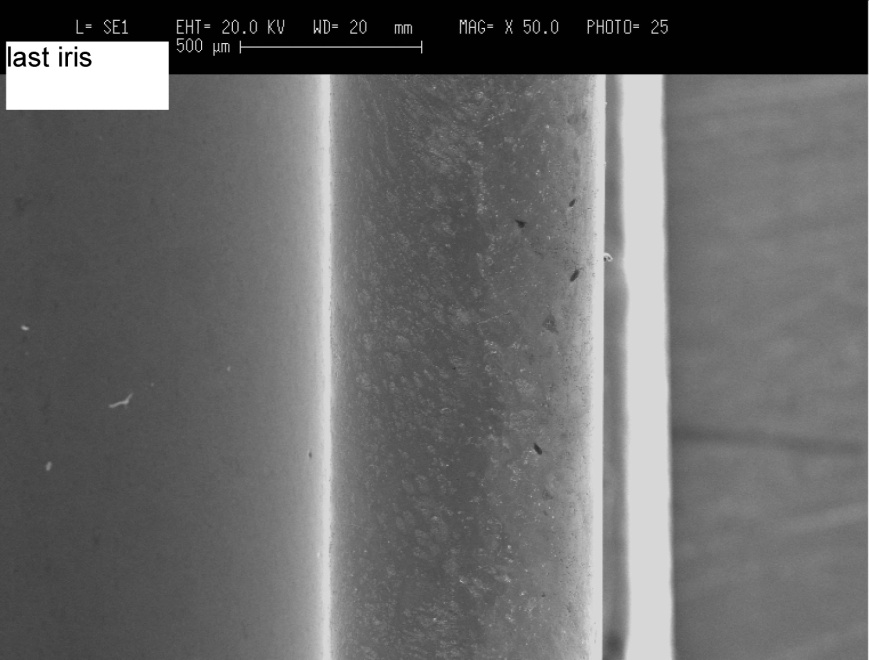 L= SE1 EHT= 20.0 KV WD= 20 mm MAG= X 50.0 PHOTO= 25
500 µm
last iris